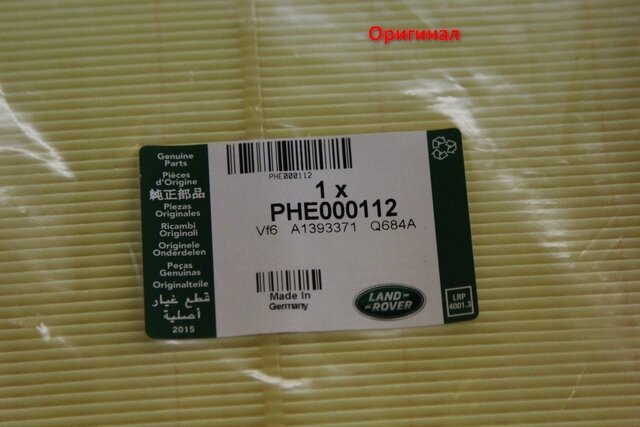 Оригинал
Genuine
Parts
Pièces
d'Origine
純正部品
Piezas
Originales
Ricambi
Originali
Originele
Onderdelen
Peças
Genuinas
Originalteile
قطع غيار
أصلية
2015
PHE000112
1 x
PHE000112
Vf6 A1393371 Q684A
Made In
Germany
LAND-
ROVER
LRP
4001.3